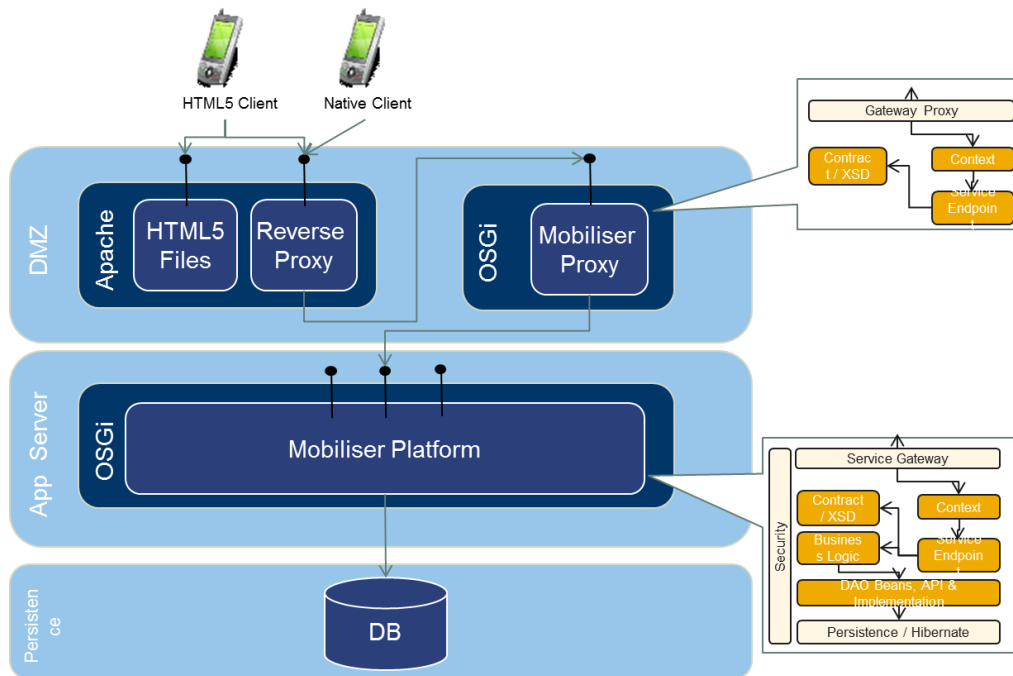 HTML5 Client
Native Client
DMZ
Apache
HTML5
Files
Reverse
Proxy
OSGi
Mobiliser
Proxy
Gateway Proxy
Contrac
t / XSD
Context
Service
Endpoin
t
App Server
OSGi
Mobiliser Platform
Security
Service Gateway
Contract
/ XSD
Context
Busines
s Logic
Service
Endpoin
t
DAO Beans, API &
Implementation
Persistence / Hibernate
Persisten
ce
DB